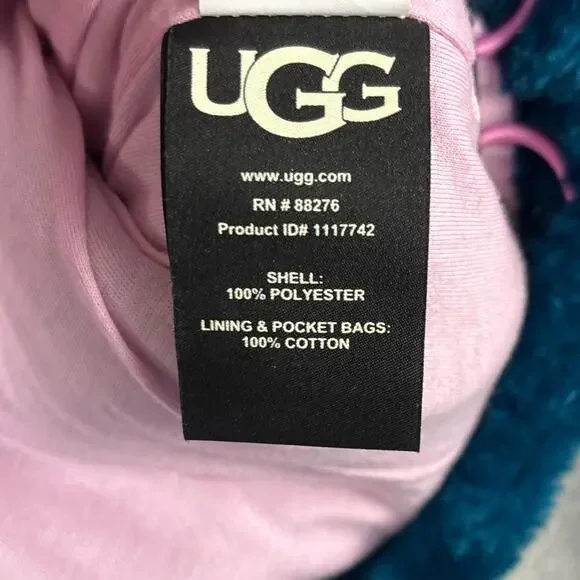 UGG
www.ugg.com
RN # 88276
Product ID# 1117742
SHELL:
100% POLYESTER
LINING & POCKET BAGS:
100% COTTON